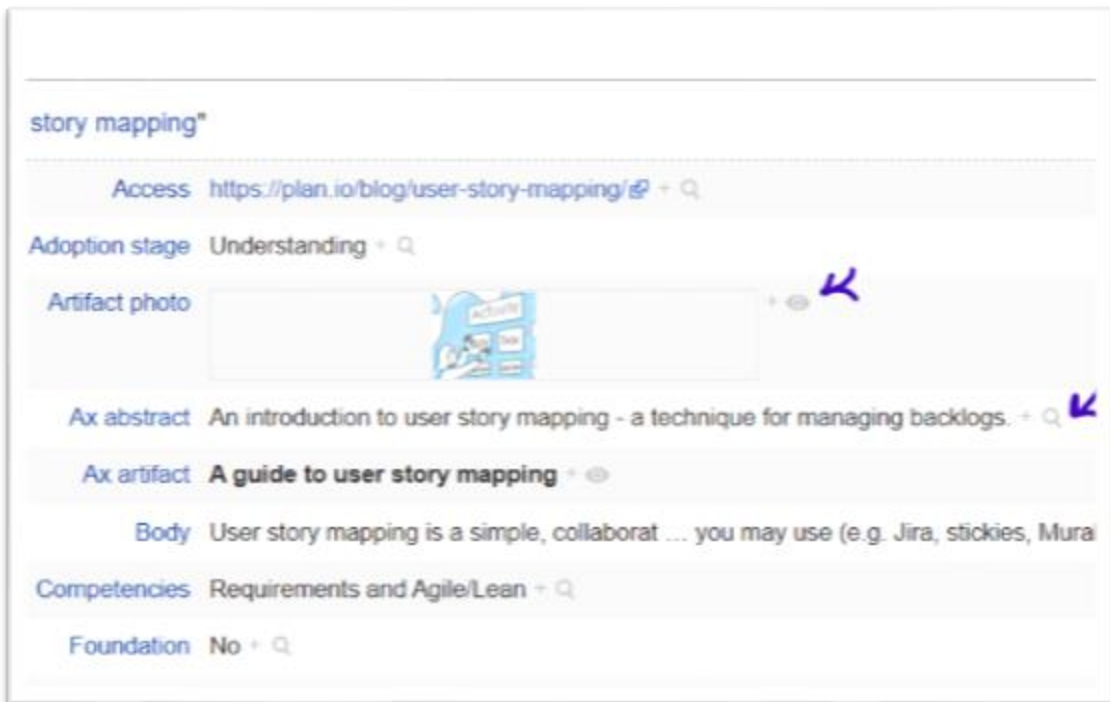 story mapping"
Access https://plan.io/blog/user-story-mapping/ +
Adoption stage Understanding +
Artifact photo +
Activity
Ax abstract An introduction to user story mapping - a technique for managing backlogs. +
Ax artifact A guide to user story mapping +
Body User story mapping is a simple, collaborat ... you may use (e.g. Jira, stickies, Mural
Competencies Requirements and Agile/Lean +
Foundation No +